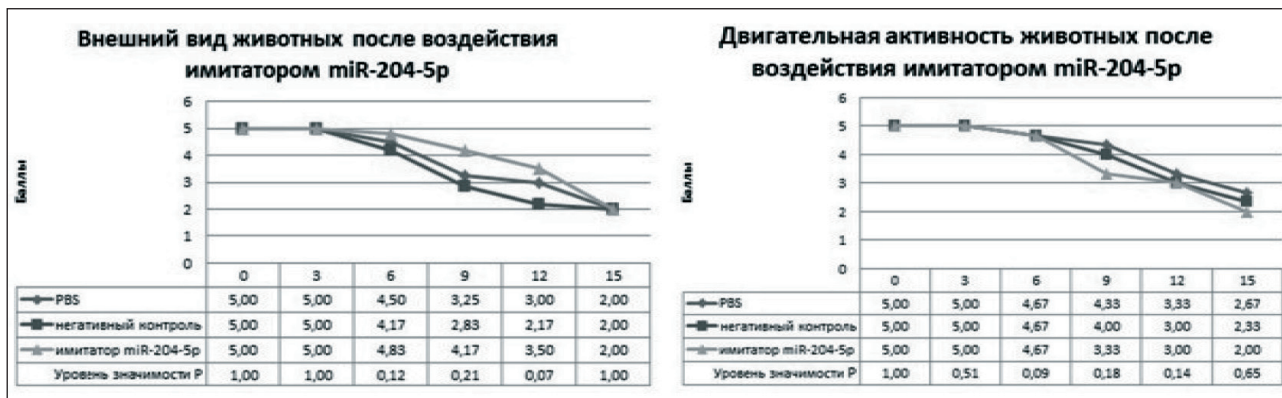 Внешний вид животных после воздействия
имитатором miR-204-5p
Баллы
6
5
4
3
2
1
0
0 3 6 9 12 15
PBS 5,00 5,00 4,50 3,25 3,00 2,00
негативный контроль 5,00 5,00 4,17 2,83 2,17 2,00
имитатор miR-204-5p 5,00 5,00 4,83 4,17 3,50 2,00
Уровень значимости P 1,00 1,00 0,12 0,21 0,07 1,00
Двигательная активность животных после
воздействия имитатором miR-204-5p
Баллы
6
5
4
3
2
1
0
0 3 6 9 12 15
PBS 5,00 5,00 4,67 4,33 3,33 2,67
негативный контроль 5,00 5,00 4,67 4,00 3,00 2,33
имитатор miR-204-5p 5,00 5,00 4,67 3,33 3,00 2,00
Уровень значимости P 1,00 0,51 0,09 0,18 0,14 0,65